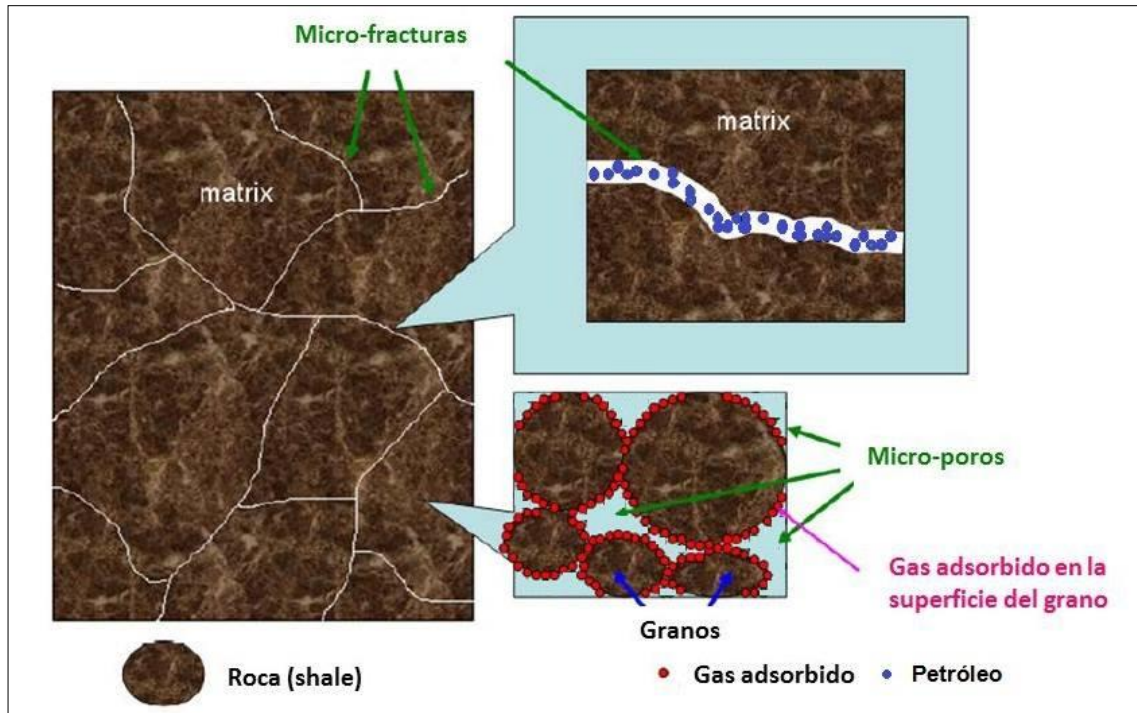 Micro-fracturas
matrix
matrix
Micro-poros
Gas adsorbido en la
superficie del grano
Granos
Roca (shale)
Gas adsorbido
Petróleo